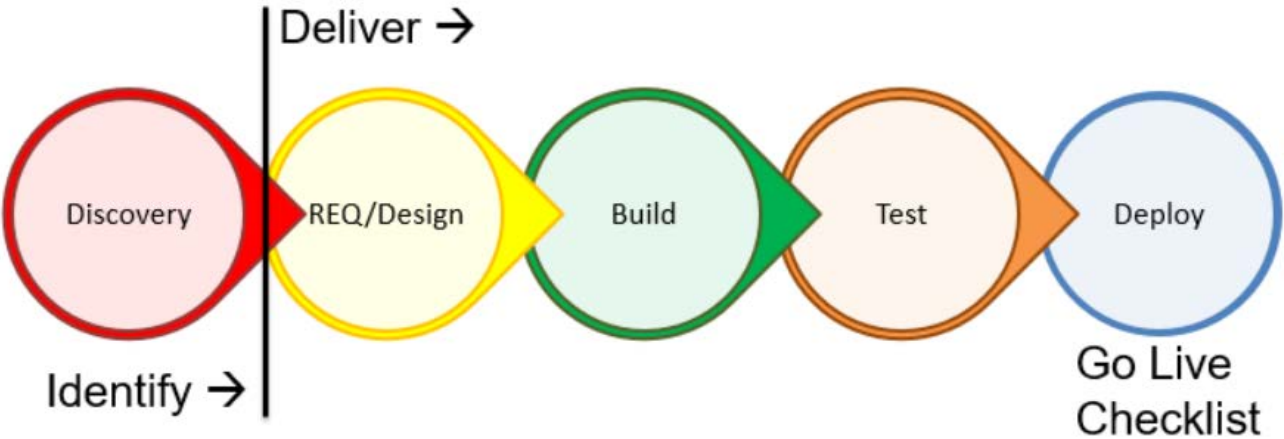 Deliver →
Discovery
REQ/Design
Build
Test
Deploy
Identify →
Go Live
Checklist